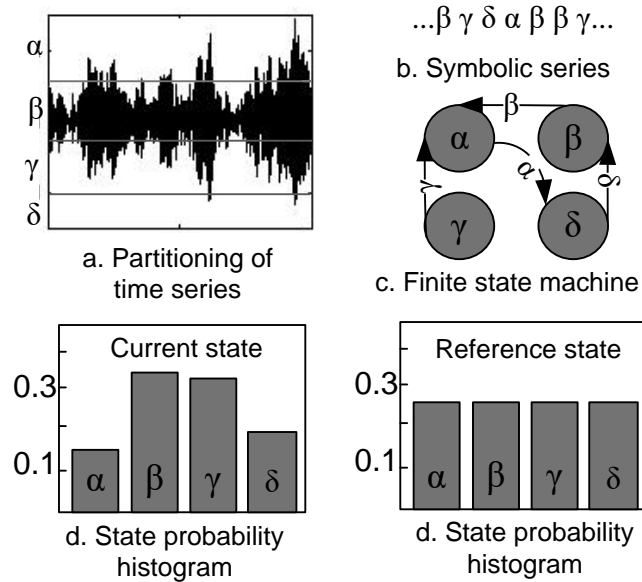 α
β
γ
δ
a. Partitioning of
time series
...β γ δ α β β γ...
b. Symbolic series
β
α β
γ α δ
γ δ
c. Finite state machine
Current state
0.3
0.1
α β γ δ
d. State probability
histogram
Reference state
0.3
0.1
α β γ δ
d. State probability
histogram